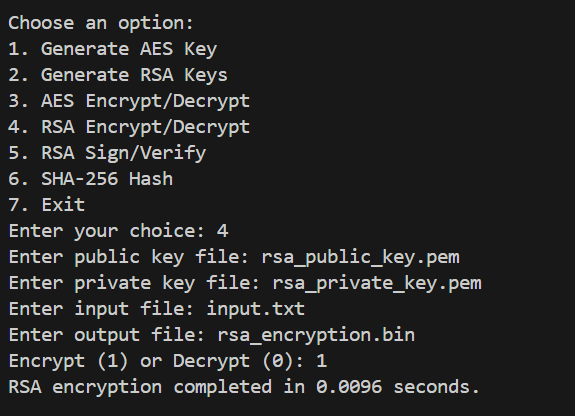 Choose an option:
1. Generate AES Key
2. Generate RSA Keys
3. AES Encrypt/Decrypt
4. RSA Encrypt/Decrypt
5. RSA Sign/Verify
6. SHA-256 Hash
7. Exit
Enter your choice: 4
Enter public key file: rsa_public_key.pem
Enter private key file: rsa_private_key.pem
Enter input file: input.txt
Enter output file: rsa_encryption.bin
Encrypt (1) or Decrypt (0): 1
RSA encryption completed in 0.0096 seconds.